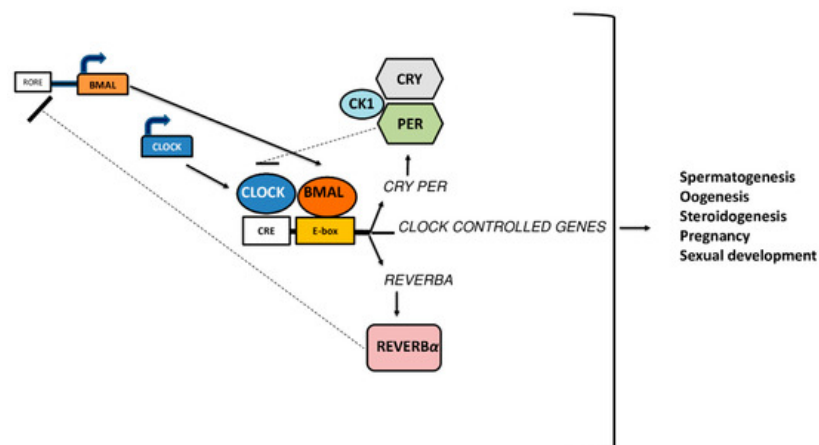 RORE
BMAL
CLOCK
CRY
CK1
PER
CLOCK
BMAL
CRE
E-box
CRY PER
CLOCK CONTROLLED GENES
REVERBA
REVERBα
Spermatogenesis
Oogenesis
Steroidogenesis
Pregnancy
Sexual development